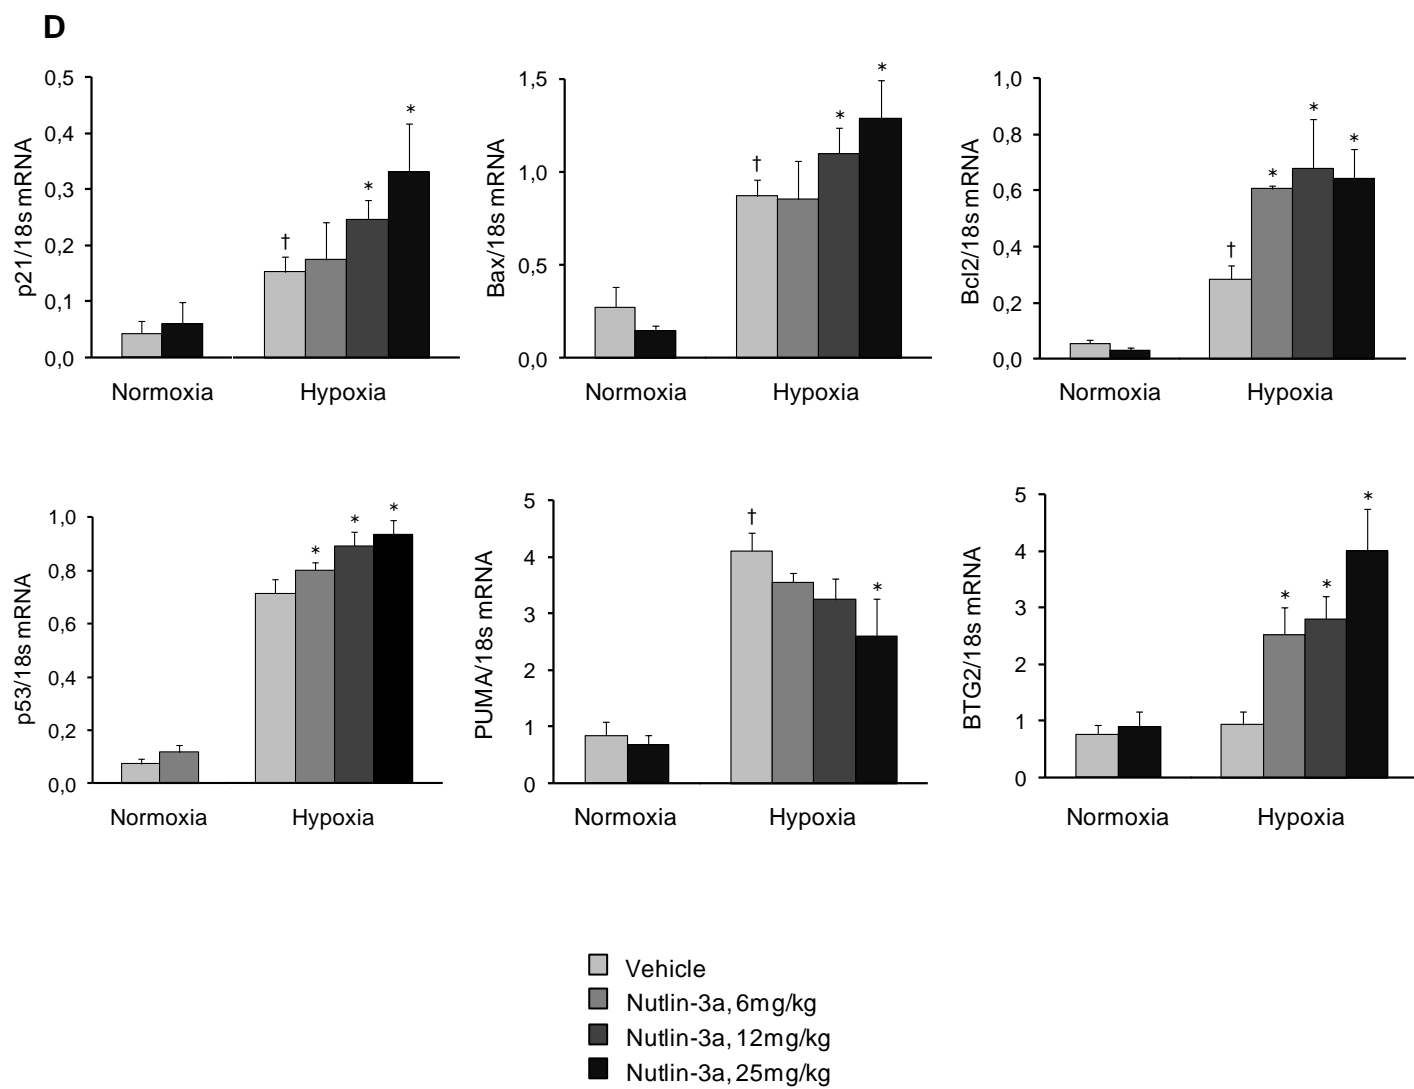 D
p21/18s mRNA
0,5
0,4
0,3
0,2
0,1
0,0
†
*
*
Normoxia
Hypoxia
Bax/18s mRNA
1,5
1,0
0,5
0,0
†
*
*
Normoxia
Hypoxia
Bcl2/18s mRNA
1,0
0,8
0,6
0,4
0,2
0,0
†
*
*
*
Normoxia
Hypoxia
p53/18s mRNA
1,0
0,8
0,6
0,4
0,2
0,0
*
*
*
Normoxia
Hypoxia
PUMA/18s mRNA
5
4
3
2
1
0
†
*
Normoxia
Hypoxia
BTG2/18s mRNA
5
4
3
2
1
0
*
*
*
Normoxia
Hypoxia
Vehicle
Nutlin-3a, 6mg/kg
Nutlin-3a, 12mg/kg
Nutlin-3a, 25mg/kg